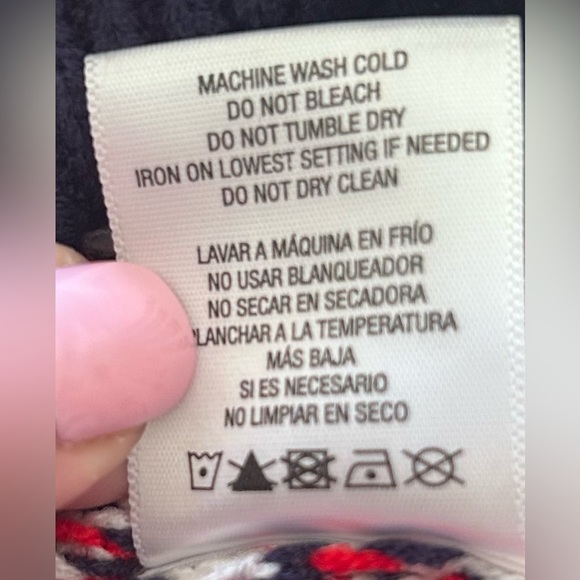 MACHINE WASH COLD
DO NOT BLEACH
DO NOT TUMBLE DRY
IRON ON LOWEST SETTING IF NEEDED
DO NOT DRY CLEAN
LAVAR A MÁQUINA EN FRÍO
NO USAR BLANQUEADOR
NO SECAR EN SECADORA
PLANCHAR A LA TEMPERATURA
MÁS BAJA
SI ES NECESARIO
NO LIMPIAR EN SECO